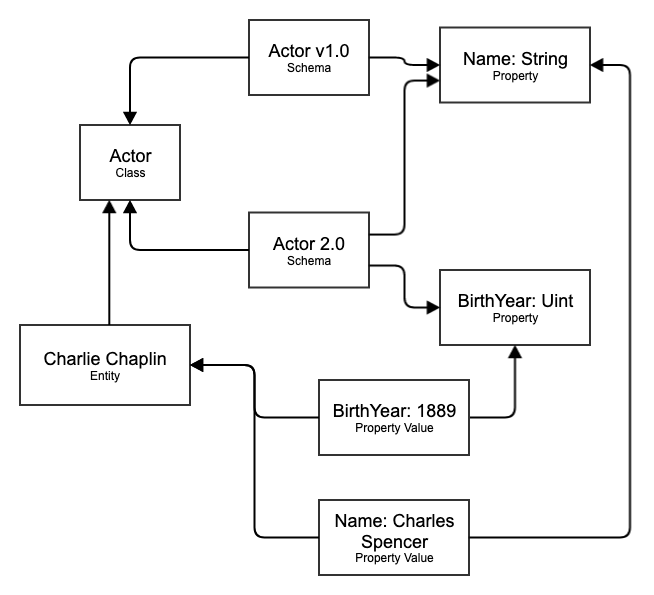 Actor v1.0
Schema
Name: String
Property
Actor
Class
Actor 2.0
Schema
BirthYear: Uint
Property
Charlie Chaplin
Entity
BirthYear: 1889
Property Value
Name: Charles
Spencer
Property Value